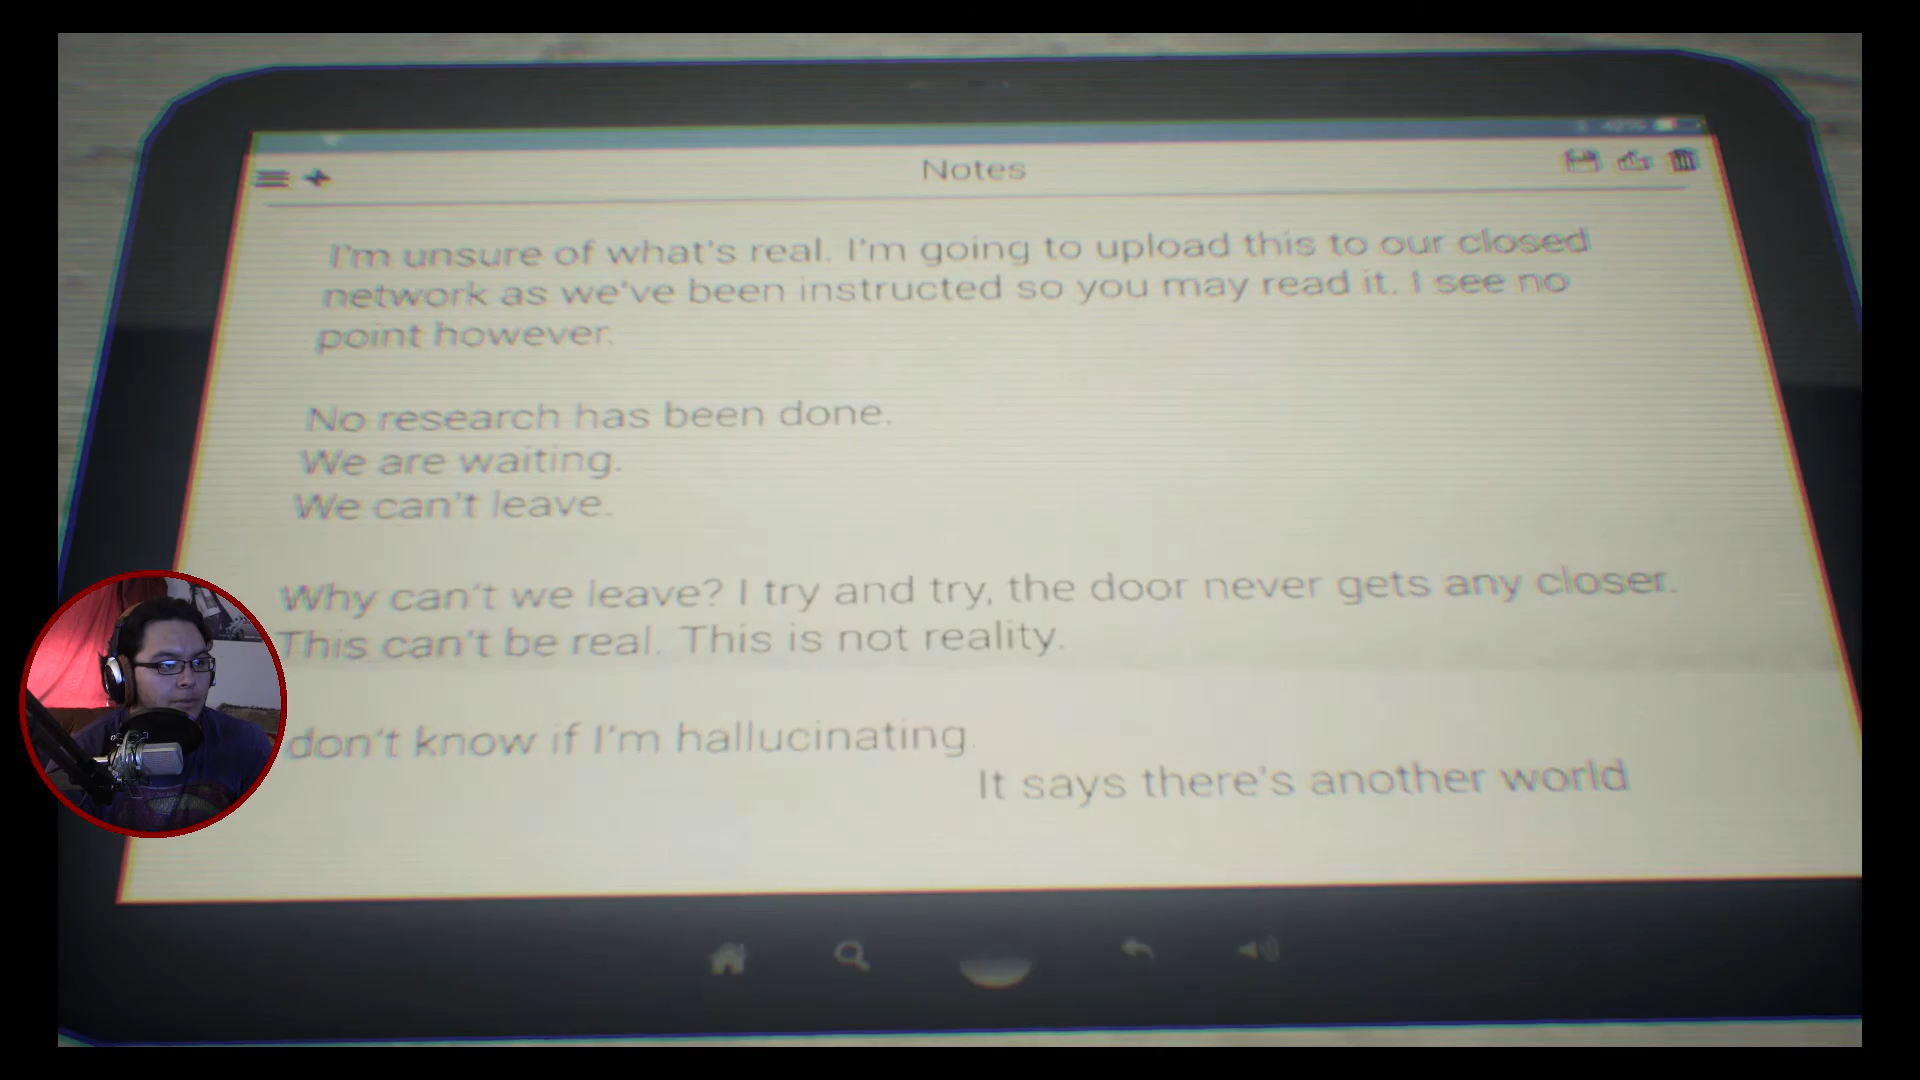 Notes
I'm unsure of what's real. I'm going to upload this to our closed
network as we've been instructed so you may read it. I see no
point however.
No research has been done.
We are waiting.
We can't leave.
Why can't we leave? I try and try, the door never gets any closer.
This can't be real. This is not reality.
don't know if I'm hallucinating
It says there's another world